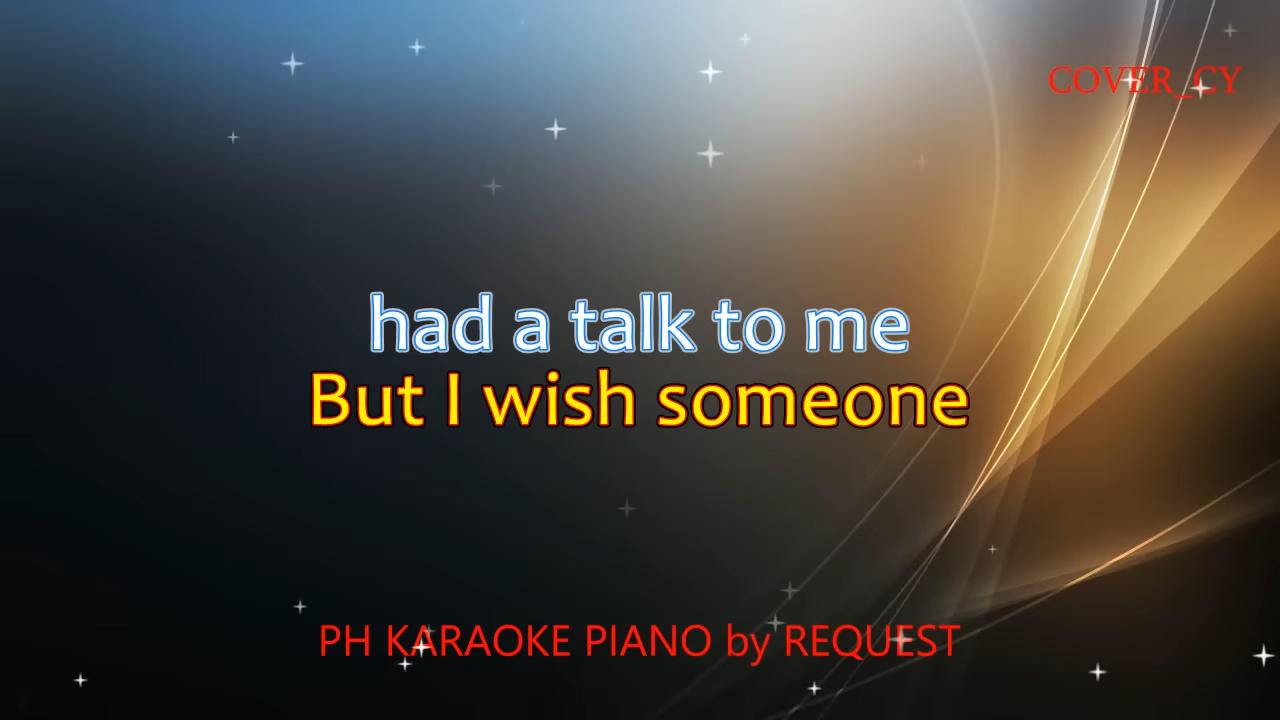 COVER_CY
had a talk to me
But I wish someone
PH KARAOKE PIANO by REQUEST